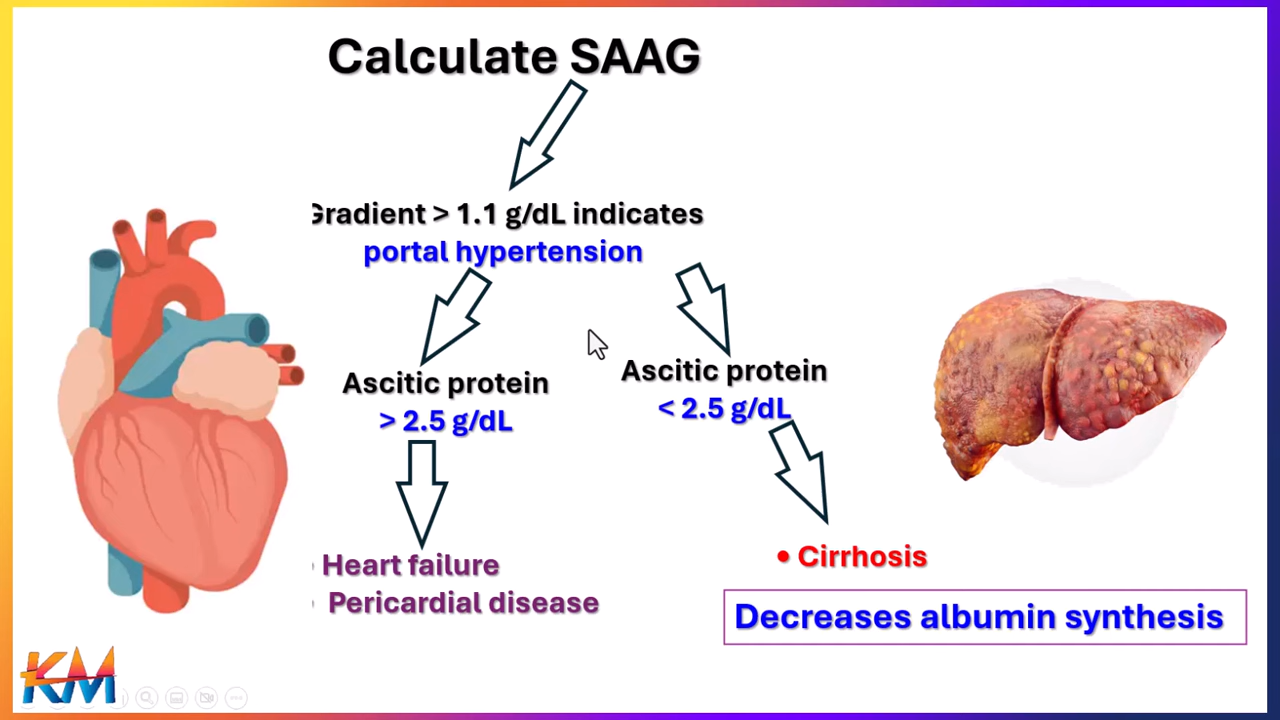 Calculate SAAG
Gradient > 1.1 g/dL indicates
portal hypertension
Ascitic protein
> 2.5 g/dL
Ascitic protein
< 2.5 g/dL
Heart failure
Pericardial disease
• Cirrhosis
Decreases albumin synthesis
KM